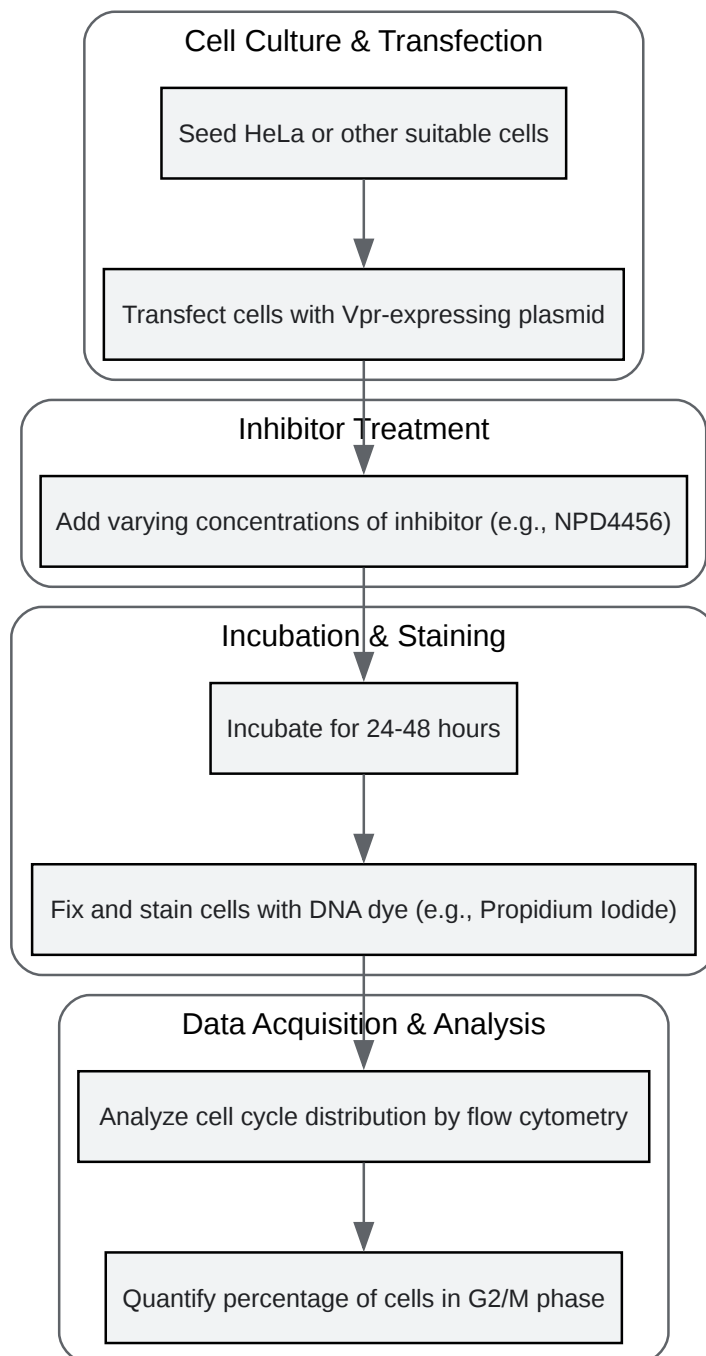 Cell Culture & Transfection
Seed HeLa or other suitable cells
Transfect cells with Vpr-expressing plasmid
Inhibitor Treatment
Add varying concentrations of inhibitor (e.g., NPD4456)
Incubation & Staining
Incubate for 24-48 hours
Fix and stain cells with DNA dye (e.g., Propidium Iodide)
Data Acquisition & Analysis
Analyze cell cycle distribution by flow cytometry
Quantify percentage of cells in G2/M phase